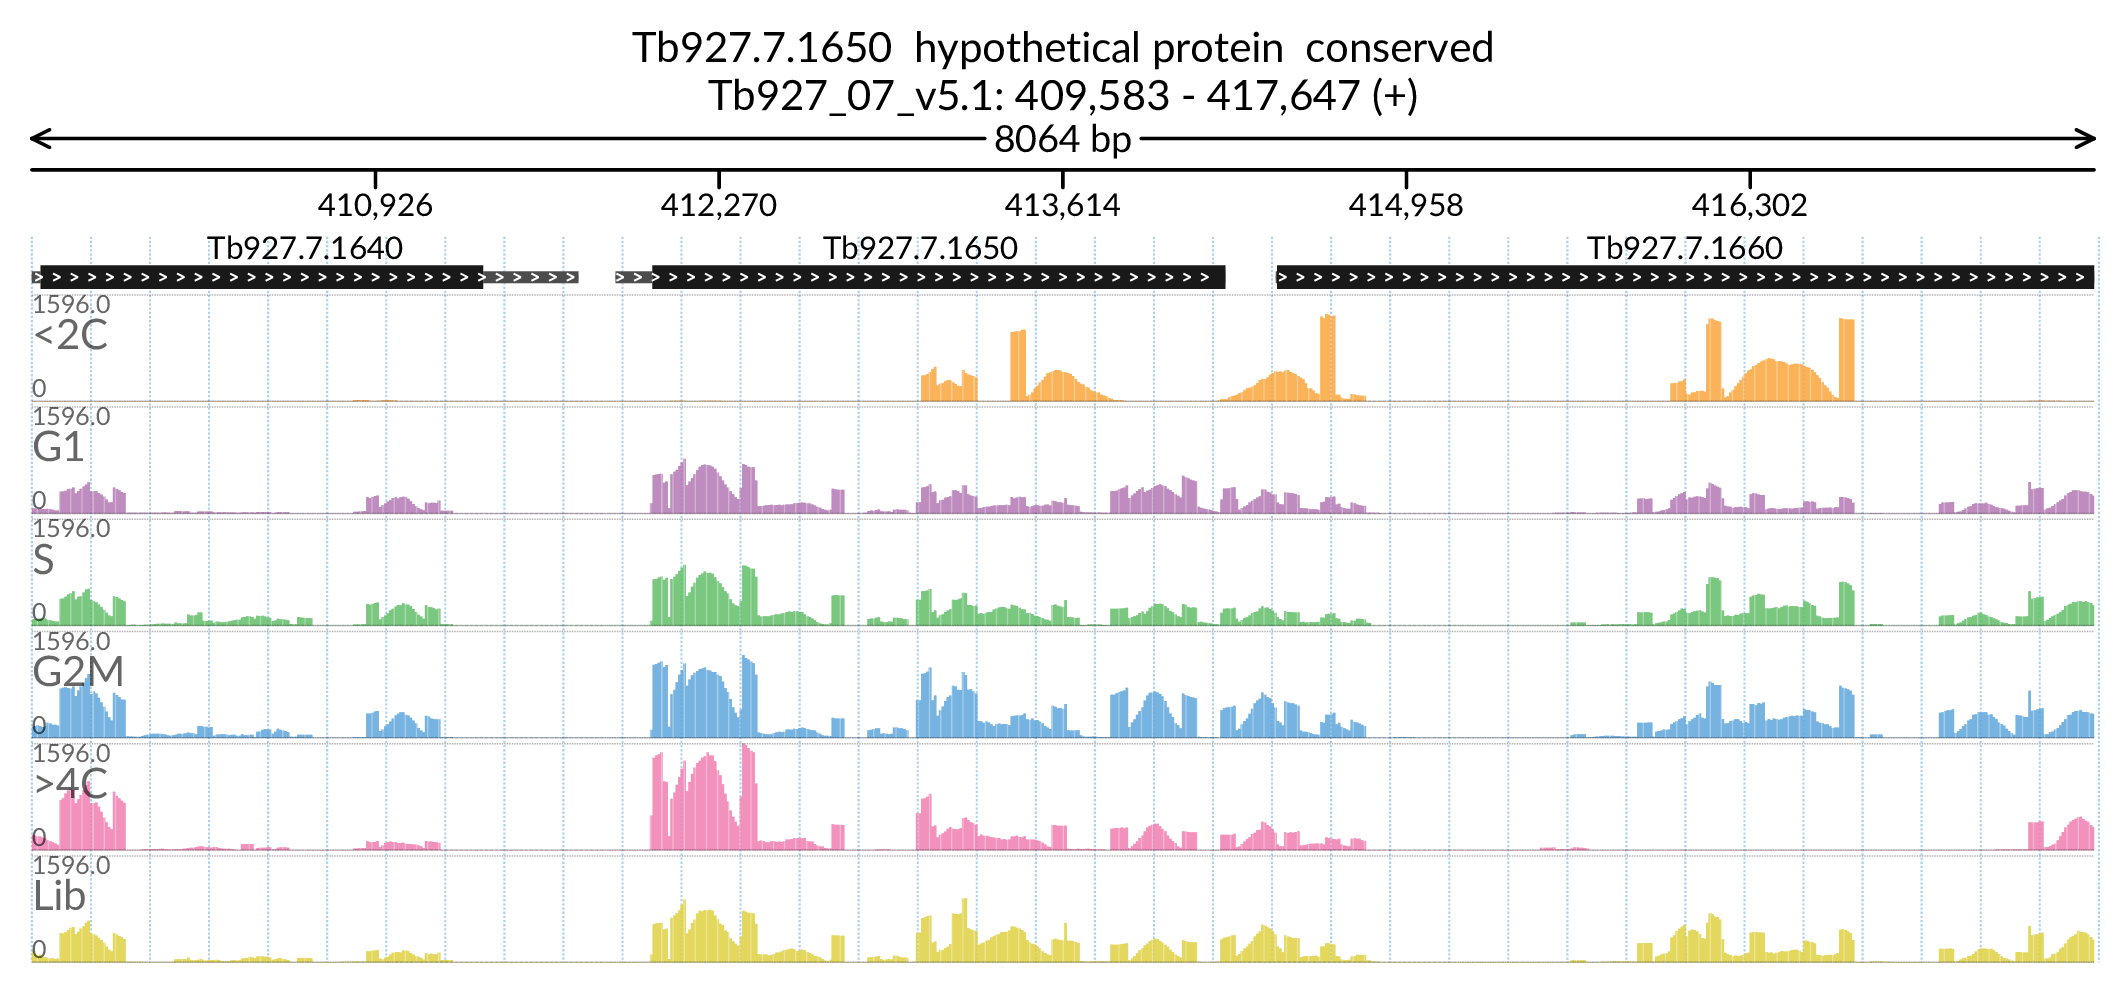 Tb927.7.1650 hypothetical protein conserved
Tb927_07_v5.1: 409,583 - 417,647 (+)
8064 bp
410,926 412,270 413,614 414,958 416,302
Tb927.7.1640 Tb927.7.1650 Tb927.7.1660
1596.0
<2C
0
1596.0
G1
0
1596.0
S
0
1596.0
G2M
0
1596.0
>4C
0
1596.0
Lib
0